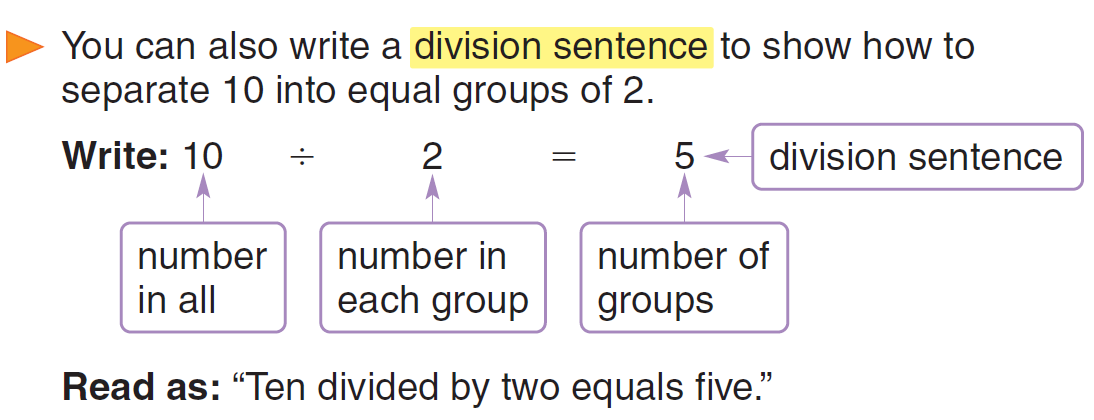 You can also write a division sentence to show how to
separate 10 into equal groups of 2.
Write: 10 ÷ 2 = 5 division sentence
number in all
number in each group
number of groups
Read as: “Ten divided by two equals five.”